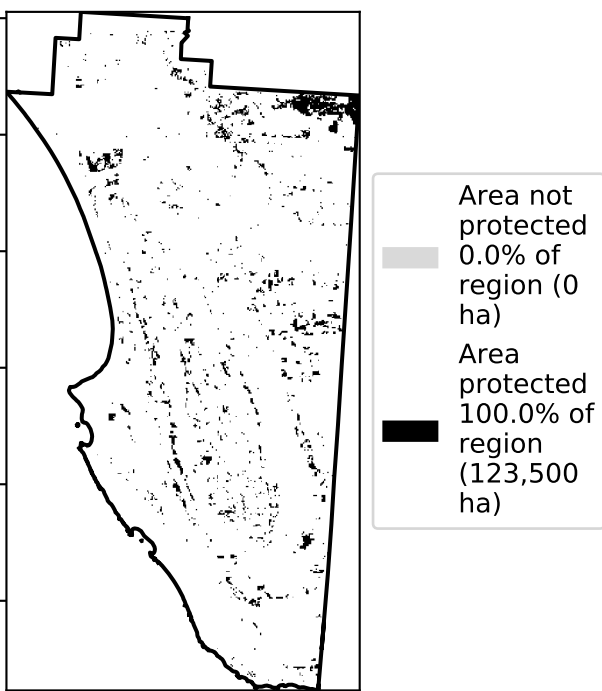 Area not
protected
0.0% of
region (0
ha)
Area
protected
100.0% of
region
(123,500
ha)